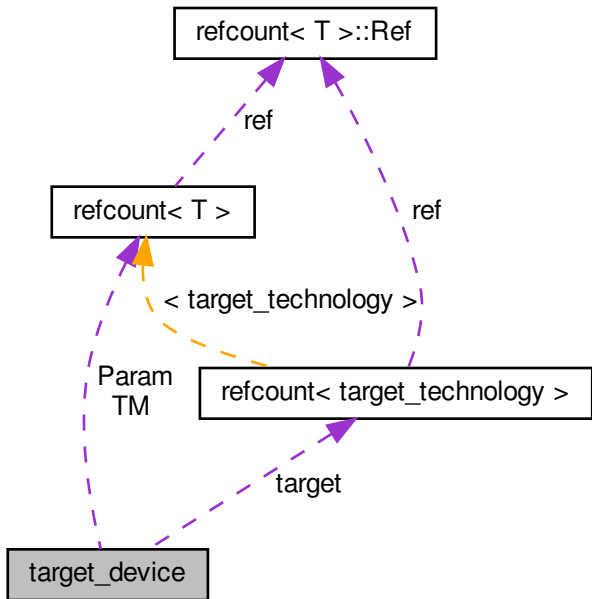 refcount< T >::Ref
ref
refcount< T >
ref
< target_technology >
Param
TM
refcount< target_technology >
target
target_device